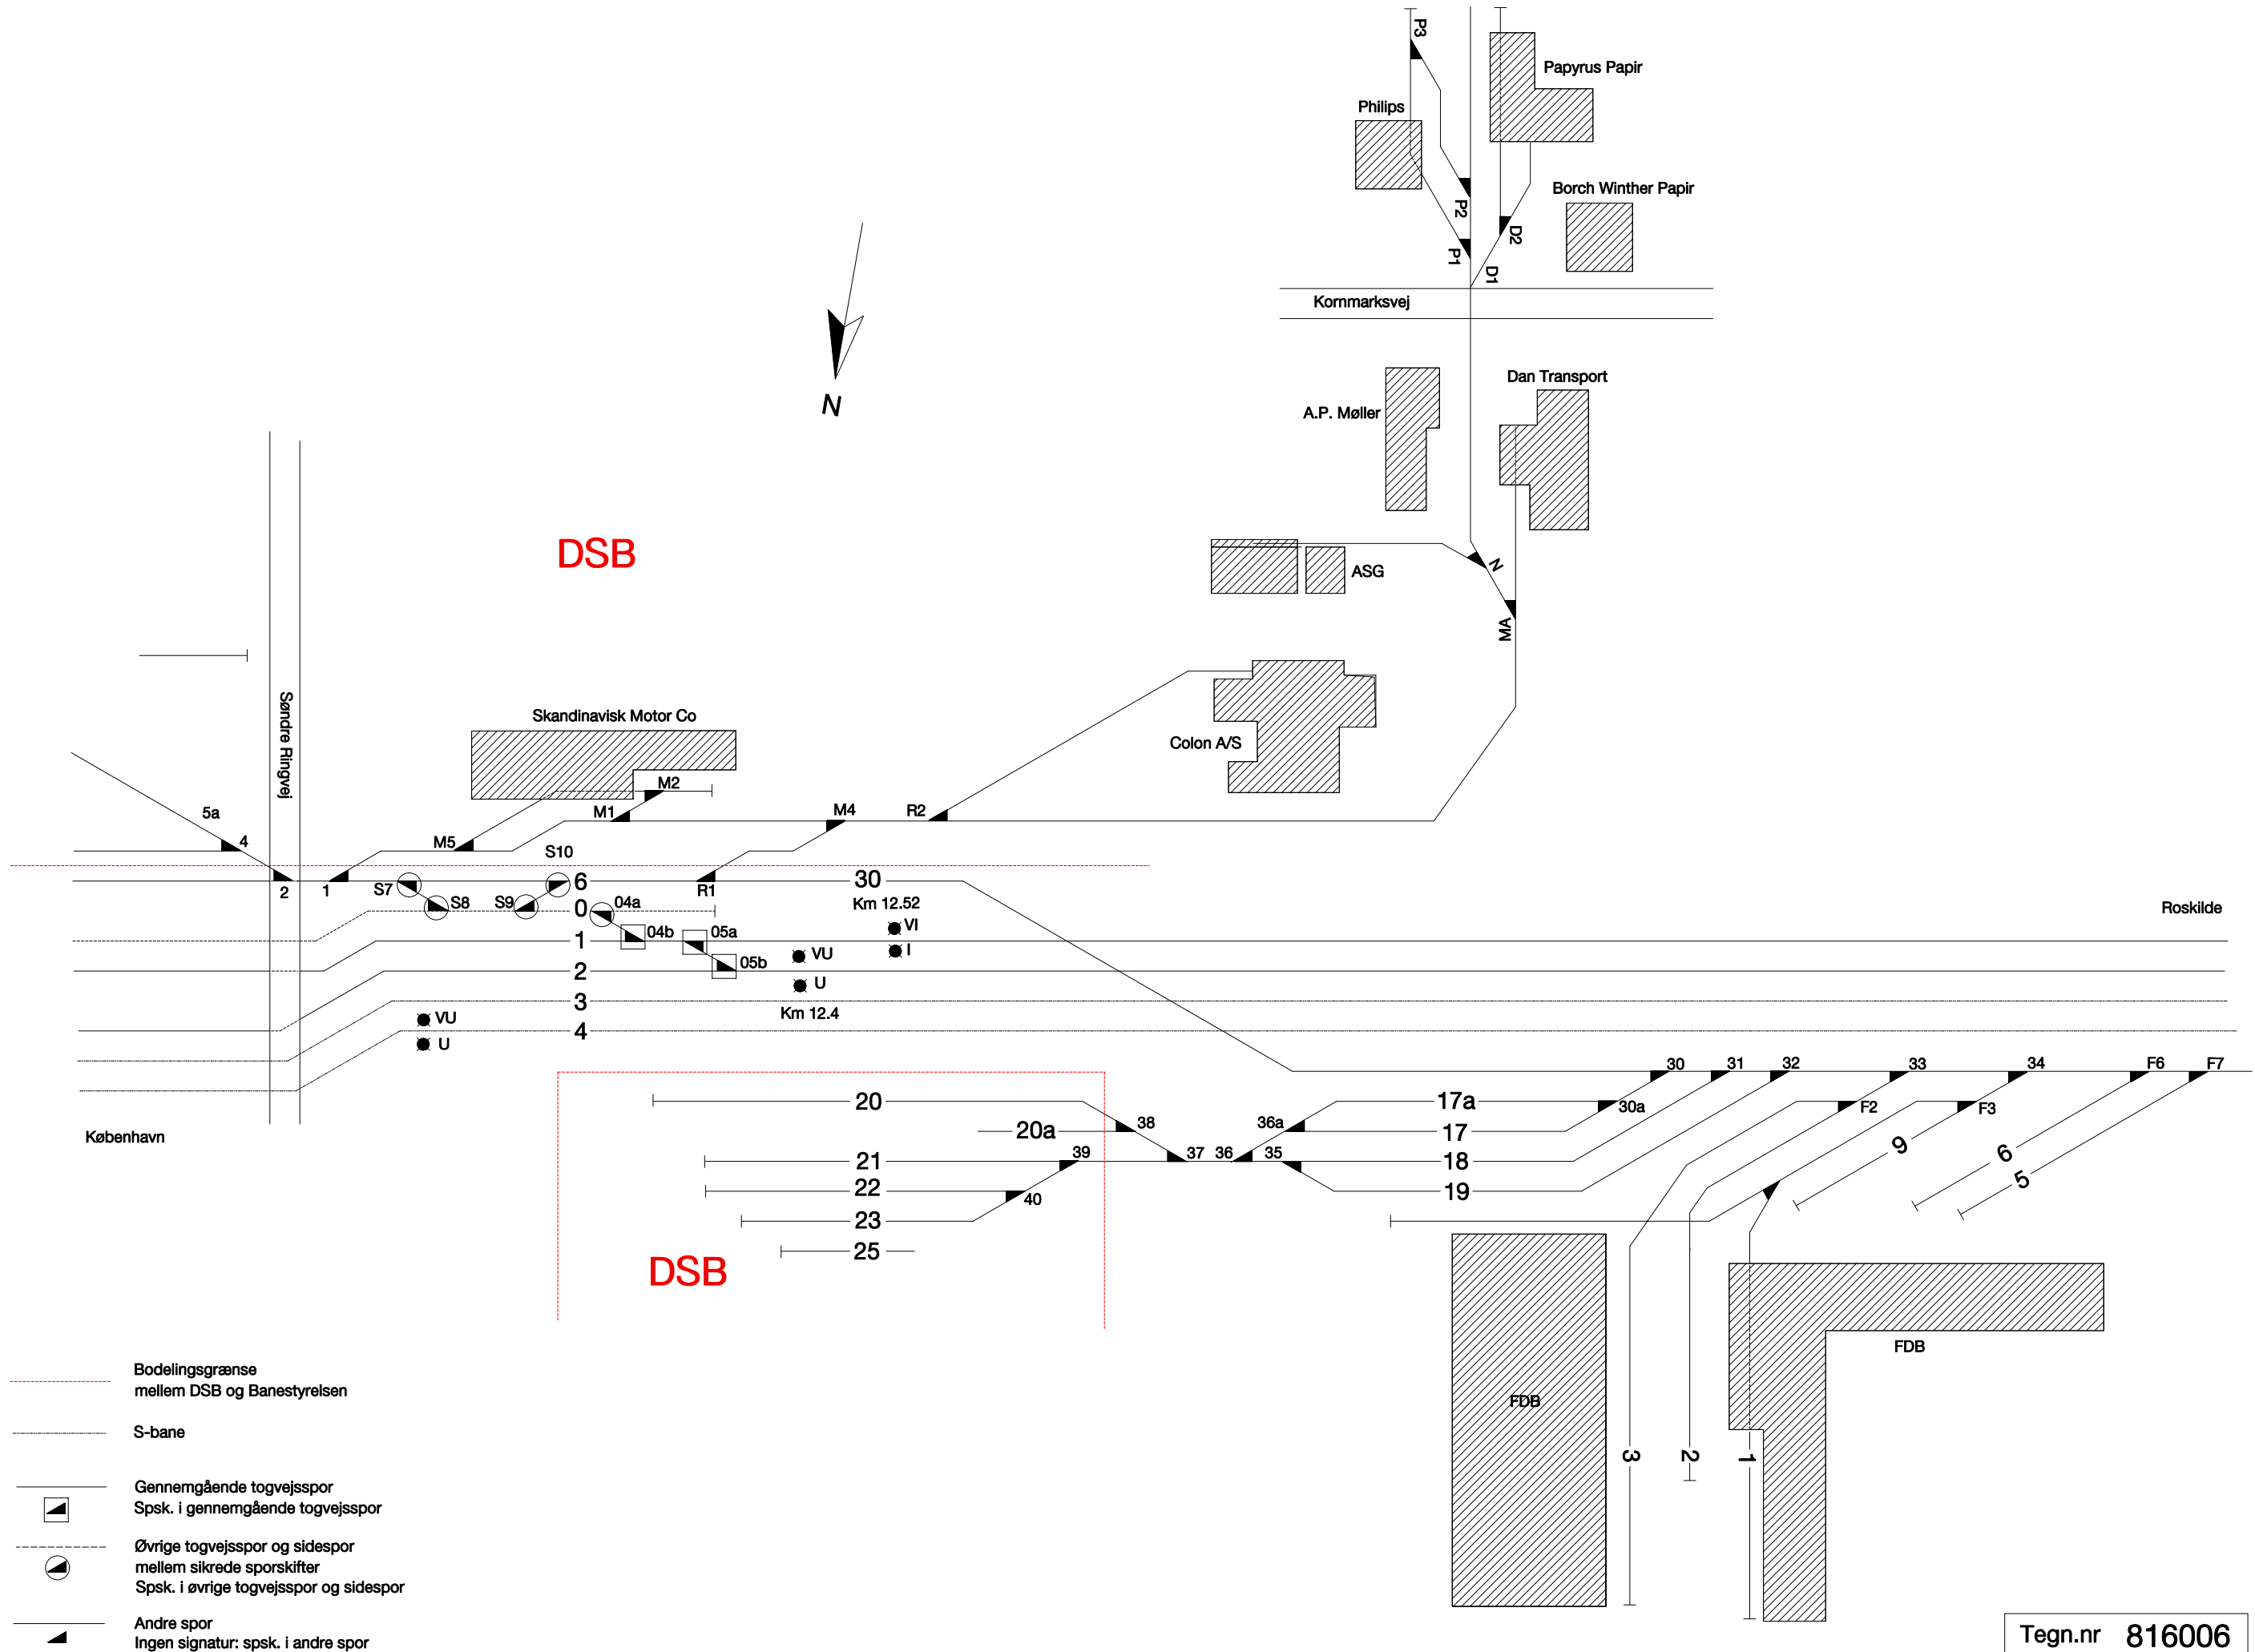 P3
Papyrus Papir
Philips
Borch Winther Papir
P2
D2
P1
D1
Kornmarksvej
N
Dan Transport
A.P. Møller
DSB
ASG
N
VM
Søndre Ringvej
Skandinavisk Motor Co
Colon A/S
M2
5a
M1
M4
R2
4
M5
S10
2
1
S7
6
R1
30
S8
S9
0
04a
Km 12.52
Roskilde
VI
1
04b
05a
VU
I
2
05b
U
3
Km 12.4
VU
4
U
30
31
32
33
34
F6
F7
20
17a
30a
F2
F3
København
20a
38
36a
17
9
21
39
37
36
35
18
6
22
40
19
5
23
25
DSB
FDB
FDB
3
2
1
Bodelingsgrænse
mellem DSB og Banestyrelsen
S-bane
Gennemgående togvejsspor
Spsk. i gennemgående togvejsspor
Øvrige togvejsspor og sidespor
mellem sikrede sporskifter
Spsk. i øvrige togvejsspor og sidespor
Andre spor
Ingen signatur: spsk. i andre spor
Tegn.nr 816006